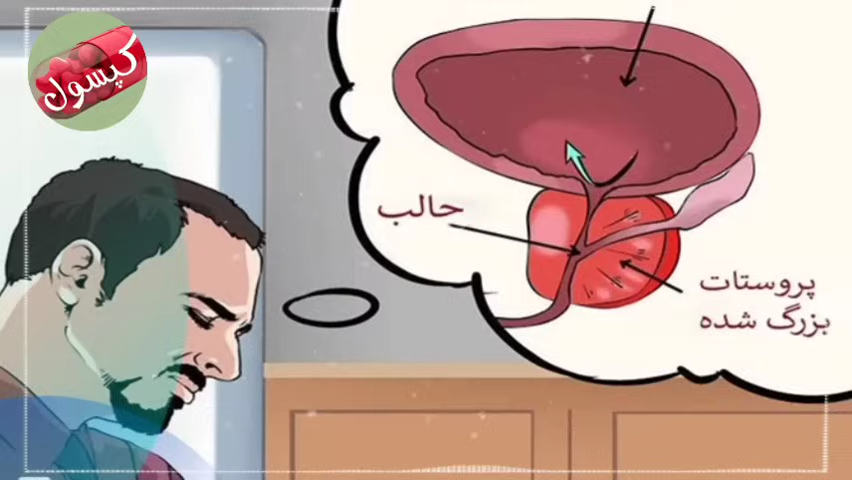 کپسول
حالب
پروستات
بزرگ شده